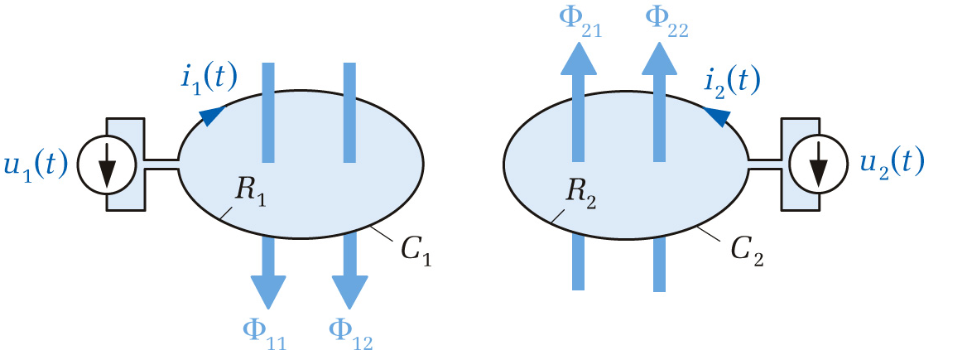 Φ₂₁ Φ₂₂
i₁(t) i₂(t)
u₁(t) u₂(t)
R₁ R₂
C₁ C₂
Φ₁₁ Φ₁₂